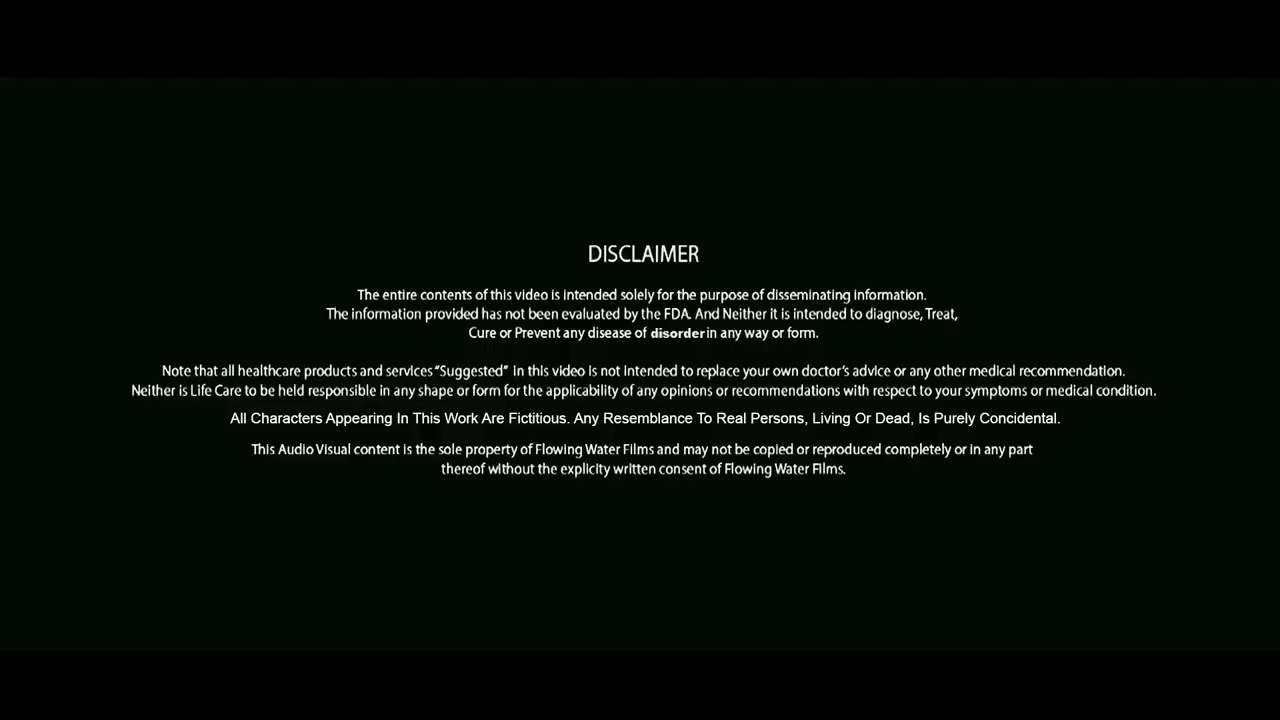 DISCLAIMER
The entire contents of this video is intended solely for the purpose of disseminating information.
The information provided has not been evaluated by the FDA. And Neither it is intended to diagnose, Treat,
Cure or Prevent any disease of disorder in any way or form.
Note that all healthcare products and services “Suggested” In this video is not intended to replace your own doctor's advice or any other medical recommendation.
Neither is Life Care to be held responsible in any shape or form for the applicability of any opinions or recommendations with respect to your symptoms or medical condition.
All Characters Appearing In This Work Are Fictitious. Any Resemblance To Real Persons, Living Or Dead, Is Purely Concidental.
This Audio Visual content is the sole property of Flowing Water Films and may not be copied or reproduced completely or in any part
thereof without the explicity written consent of Flowing Water Films.